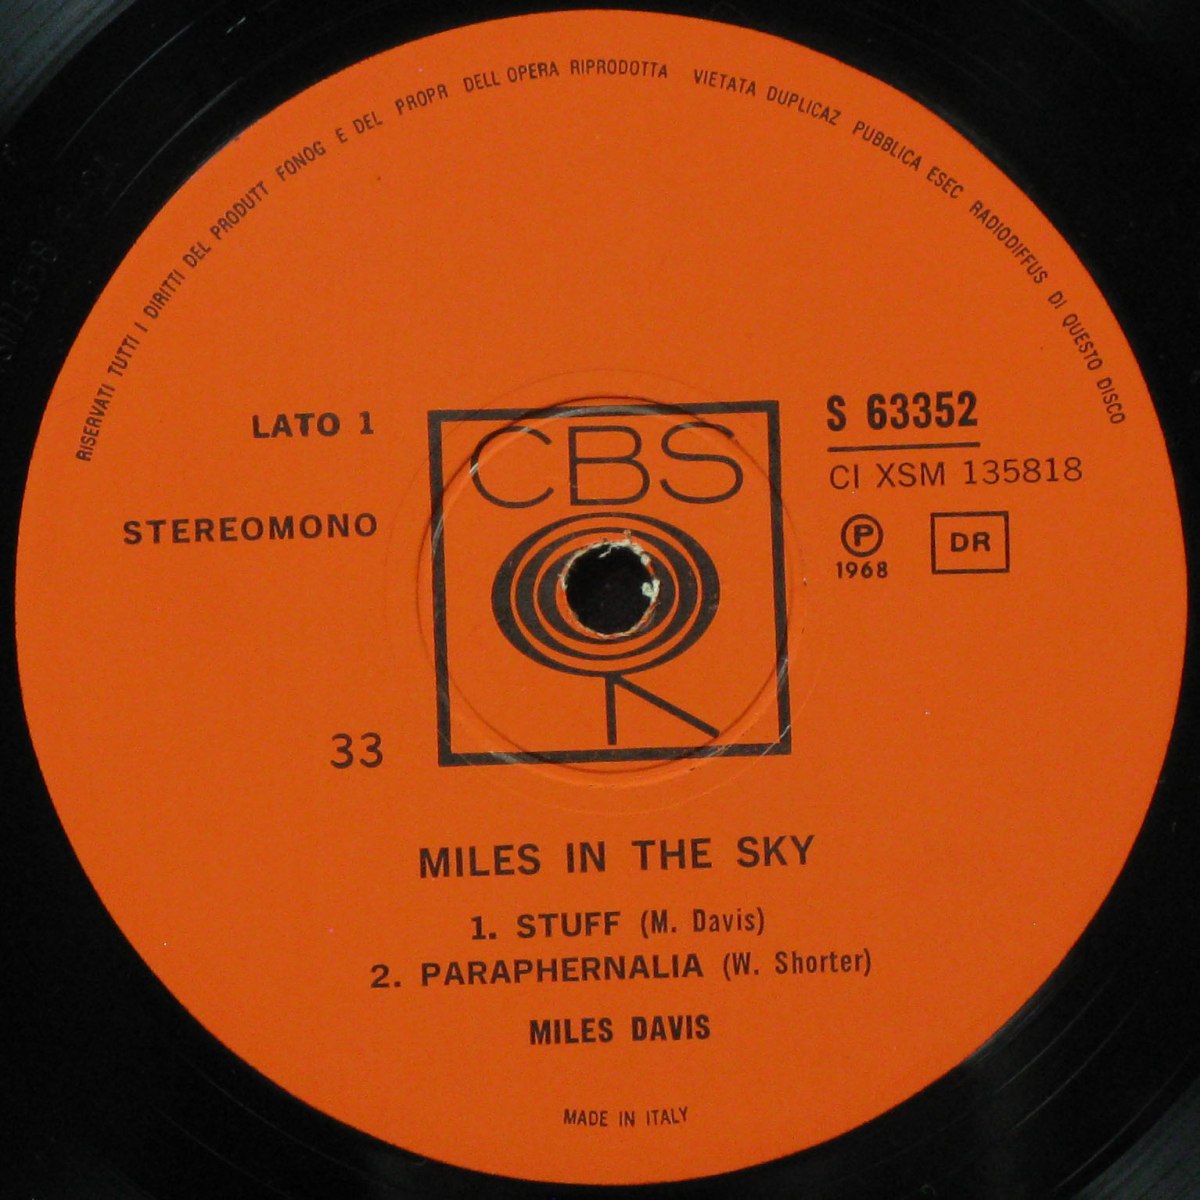 RISERVATI TUTTI I DIRITTI DEL PRODUTT FONOG E DEL PROPR DELL OPERA RIPRODOTTA VIETATA DUPLICAZ PUBBLICA ESEC RADIODIFFUS DI QUESTO DISCO
LATO 1
S 63352
CBS
CI XSM 135818
STEREOMONO
P
DR
1968
33
MILES IN THE SKY
1. STUFF (M. Davis)
2. PARAPHERNALIA (W. Shorter)
MILES DAVIS
MADE IN ITALY